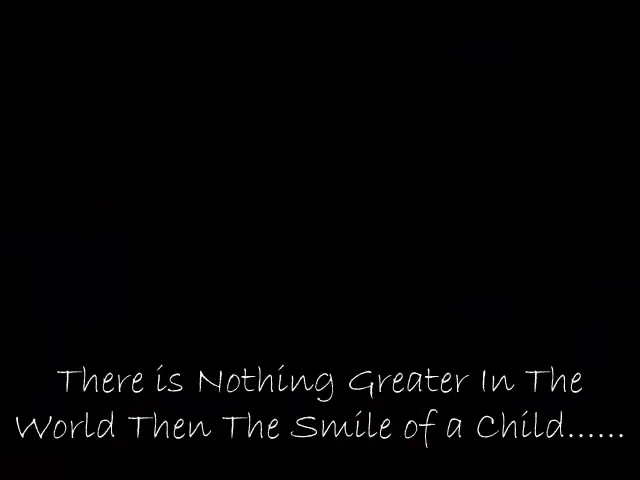 There is Nothing Greater In The
World Then The Smile of a Child......